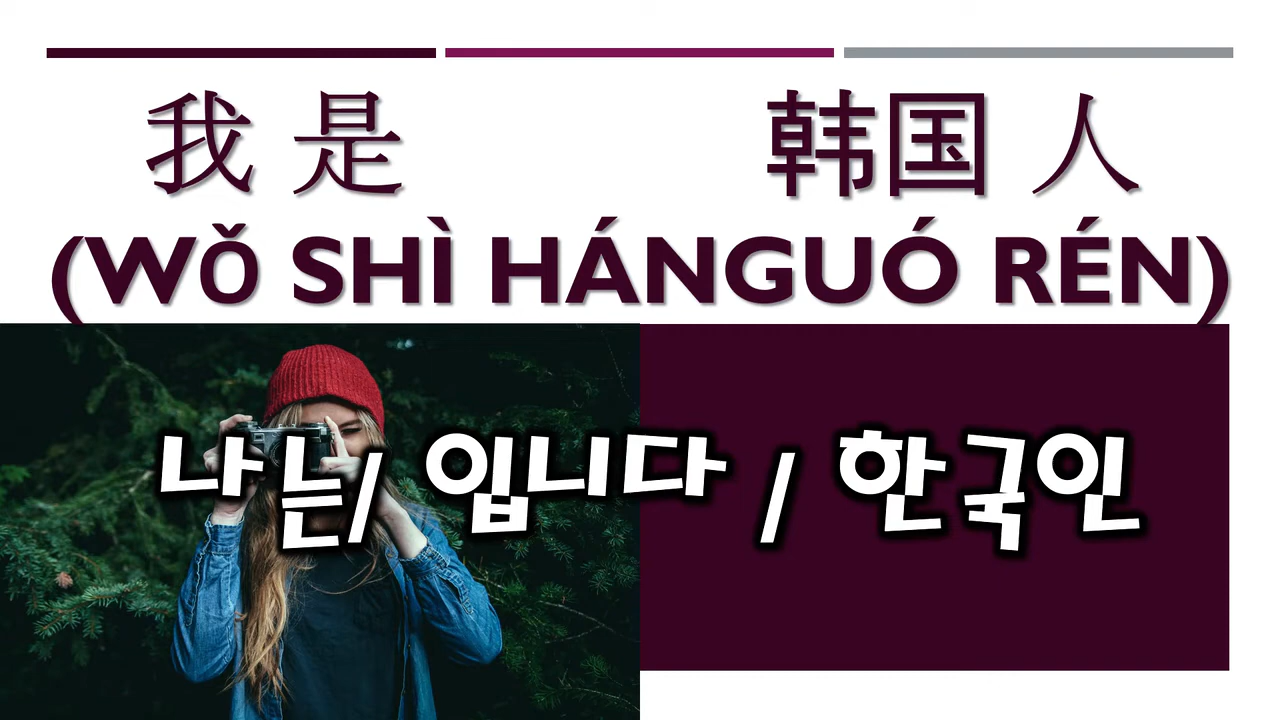 我 是 韩国 人
(WǑ SHÌ HÁNGUÓ RÉN)
나는/ 입니다 / 한국인